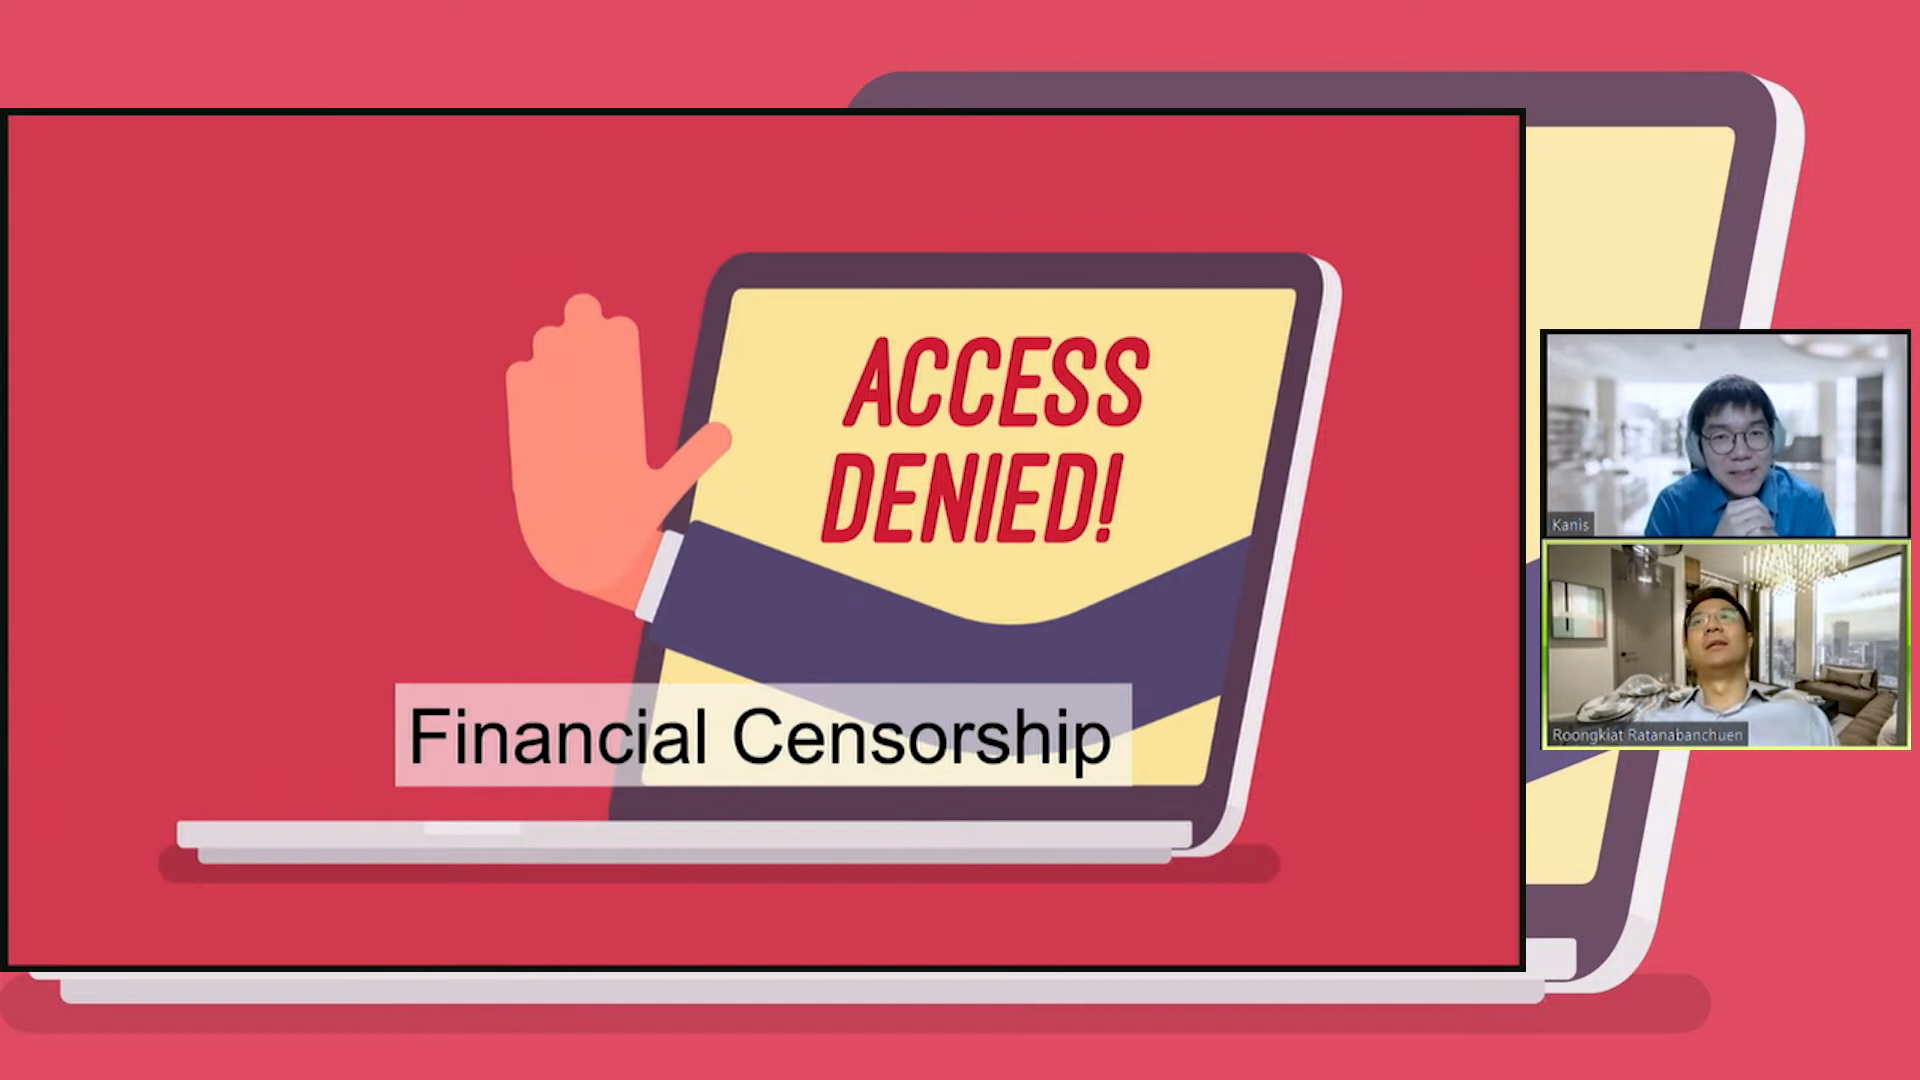 ACCESS
DENIED!
Financial Censorship
Kanis
Roongkiat Ratanabanchuen